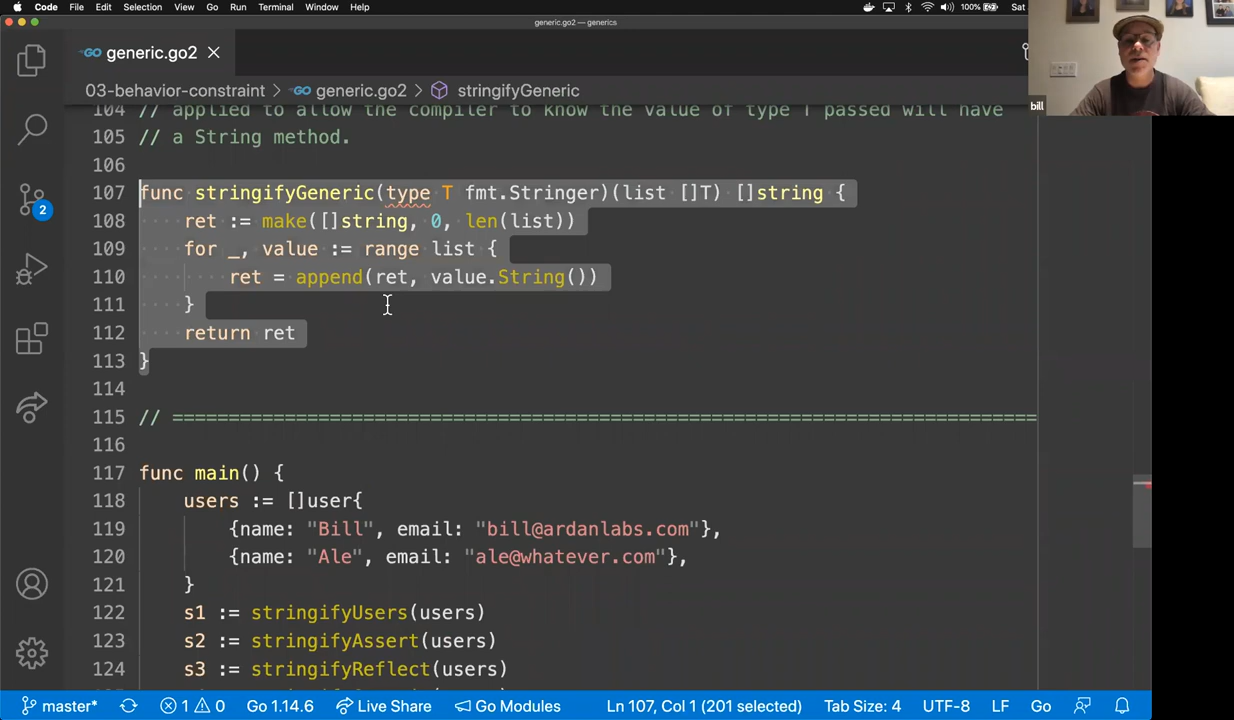 Code File Edit Selection View Go Run Terminal Window Help 100% Sat
generic.go2 — generics
GO generic.go2
03-behavior-constraint > GO generic.go2 > stringifyGeneric
104 // applied to allow the compiler to know the value of type T passed will have
105 // a String method.
106
107 func stringifyGeneric(type T fmt.Stringer)(list []T) []string {
108 ret := make([]string, 0, len(list))
109 for _, value := range list {
110 ret = append(ret, value.String())
111 }
112 return ret
113 }
114
115 // =============================================================================
116
117 func main() {
118 users := []user{
119 {name: "Bill", email: "bill@ardanlabs.com"},
120 {name: "Ale", email: "ale@whatever.com"},
121 }
122 s1 := stringifyUsers(users)
123 s2 := stringifyAssert(users)
124 s3 := stringifyReflect(users)
2
bill
master* 1 0 Go 1.14.6 Live Share Go Modules Ln 107, Col 1 (201 selected) Tab Size: 4 UTF-8 LF Go